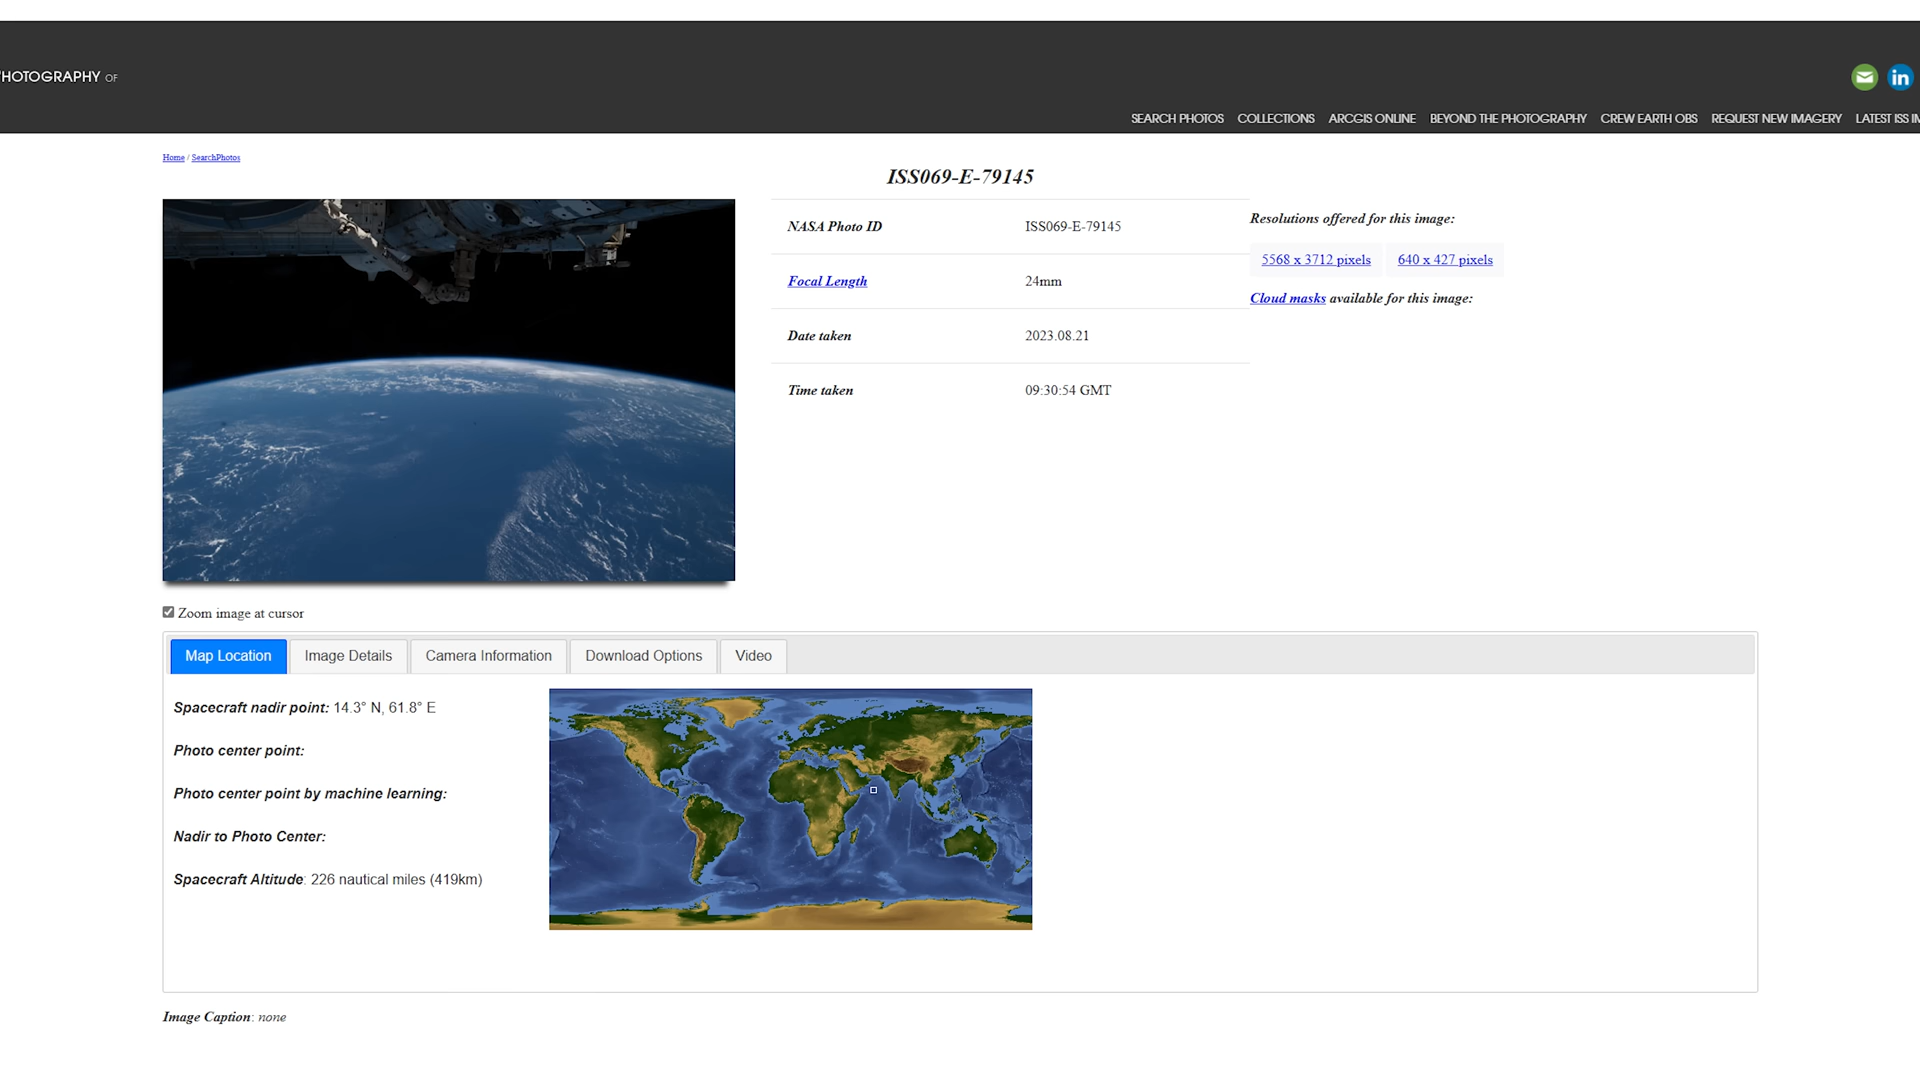 PHOTOGRAPHY OF
SEARCH PHOTOS COLLECTIONS ARCGIS ONLINE BEYOND THE PHOTOGRAPHY CREW EARTH OBS REQUEST NEW IMAGERY LATEST ISS IM
Home / SearchPhotos
ISS069-E-79145
NASA Photo ID ISS069-E-79145
Focal Length 24mm
Date taken 2023.08.21
Time taken 09:30:54 GMT
Resolutions offered for this image:
5568 x 3712 pixels 640 x 427 pixels
Cloud masks available for this image:
Zoom image at cursor
Map Location Image Details Camera Information Download Options Video
Spacecraft nadir point: 14.3° N, 61.8° E
Photo center point:
Photo center point by machine learning:
Nadir to Photo Center:
Spacecraft Altitude: 226 nautical miles (419km)
Image Caption: none